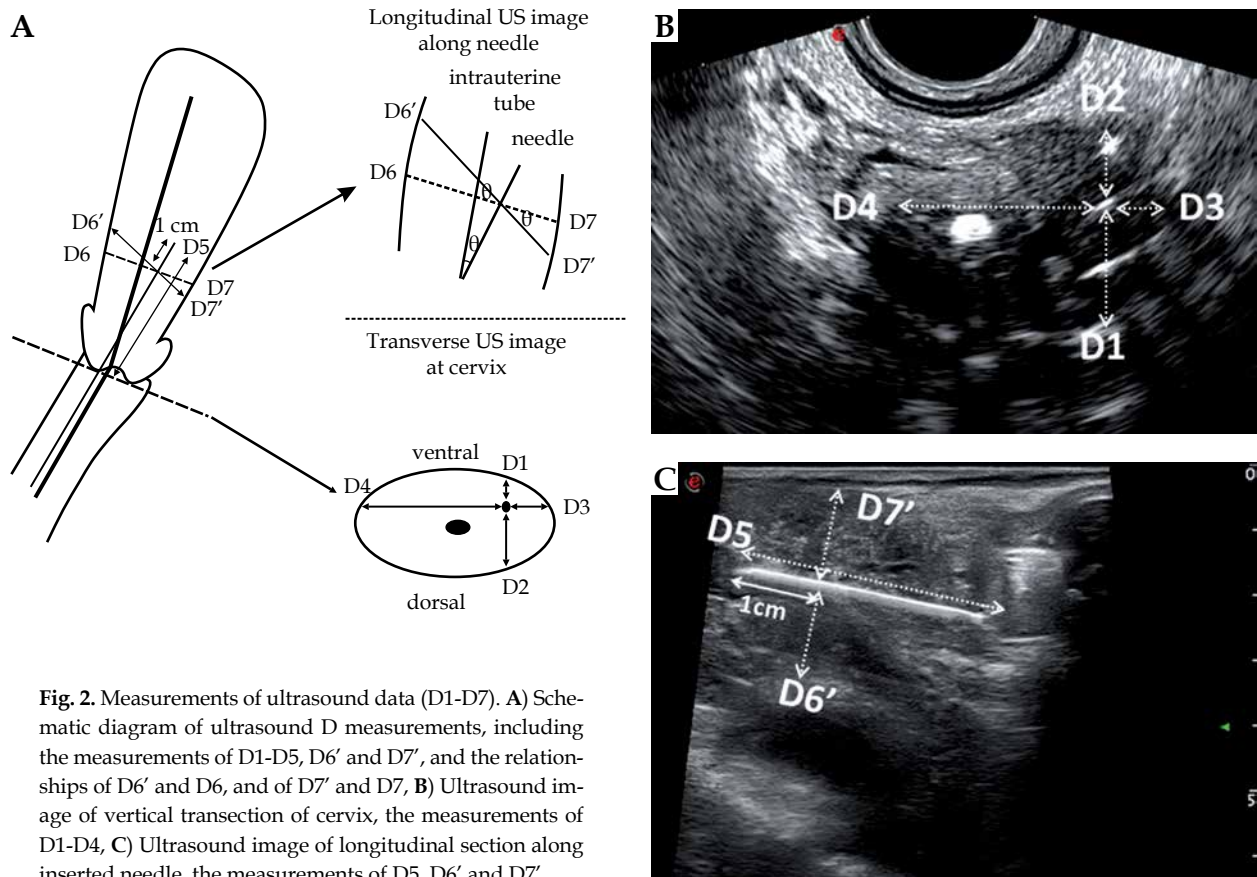 A
Longitudinal US image
along needle
intrauterine
tube
needle
D6’
D6
θ
θ
θ
D7
D7’
D6’
D6
1 cm
D5
D7
D7’
Transverse US image
at cervix
ventral
D1
D4
D3
D2
dorsal
B
D2
D4
D3
D1
C
e
0
D7’
D5
1cm
D6’
5
Fig. 2. Measurements of ultrasound data (D1-D7). A) Sche-
matic diagram of ultrasound D measurements, including
the measurements of D1-D5, D6’ and D7’, and the relation-
ships of D6’ and D6, and of D7’ and D7, B) Ultrasound im-
age of vertical transection of cervix, the measurements of
D1-D4, C) Ultrasound image of longitudinal section along
inserted needle, the measurements of D5, D6’ and D7’